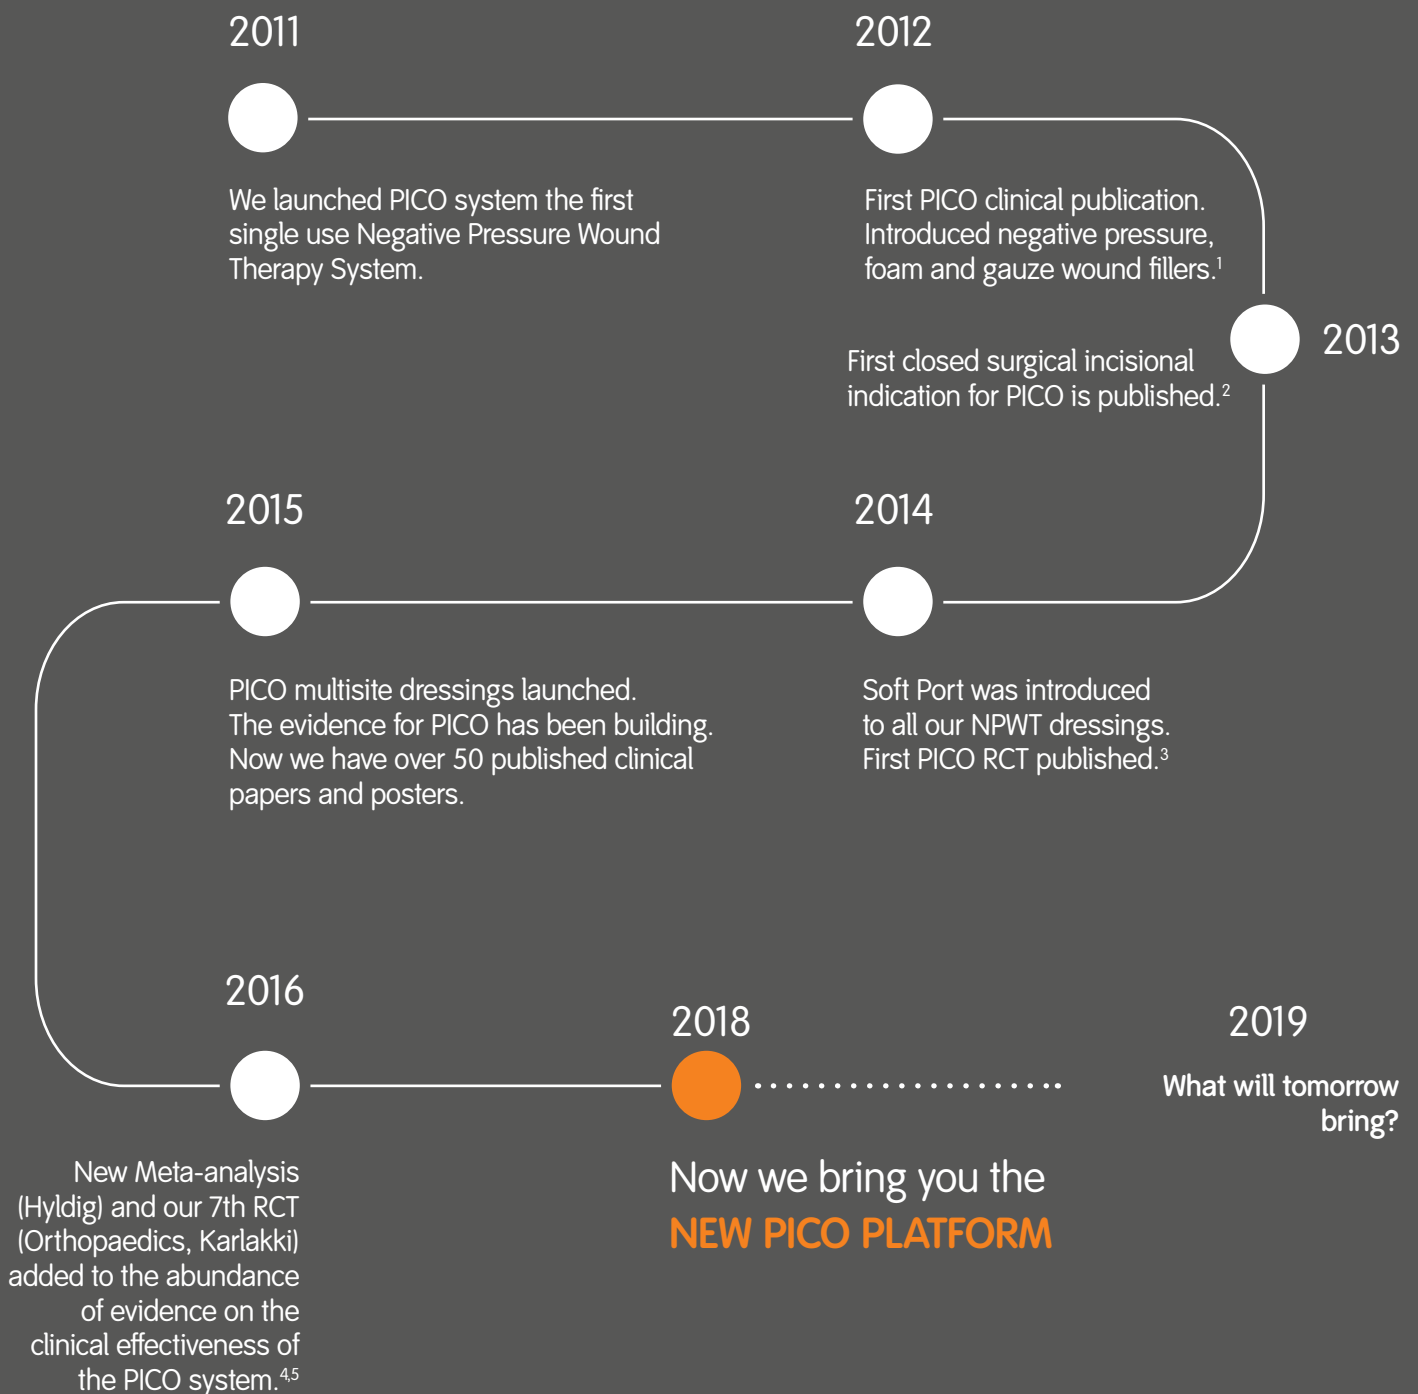 2011
We launched PICO system the first
single use Negative Pressure Wound
Therapy System.
2012
First PICO clinical publication.
Introduced negative pressure,
foam and gauze wound fillers.¹
2013
First closed surgical incisional
indication for PICO is published.²
2014
Soft Port was introduced
to all our NPWT dressings.
First PICO RCT published.³
2015
PICO multisite dressings launched.
The evidence for PICO has been building.
Now we have over 50 published clinical
papers and posters.
2016
New Meta-analysis
(Hyldig) and our 7th RCT
(Orthopaedics, Karlakki)
added to the abundance
of evidence on the
clinical effectiveness of
the PICO system.⁴,⁵
2018
Now we bring you the
NEW PICO PLATFORM
2019
What will tomorrow
bring?